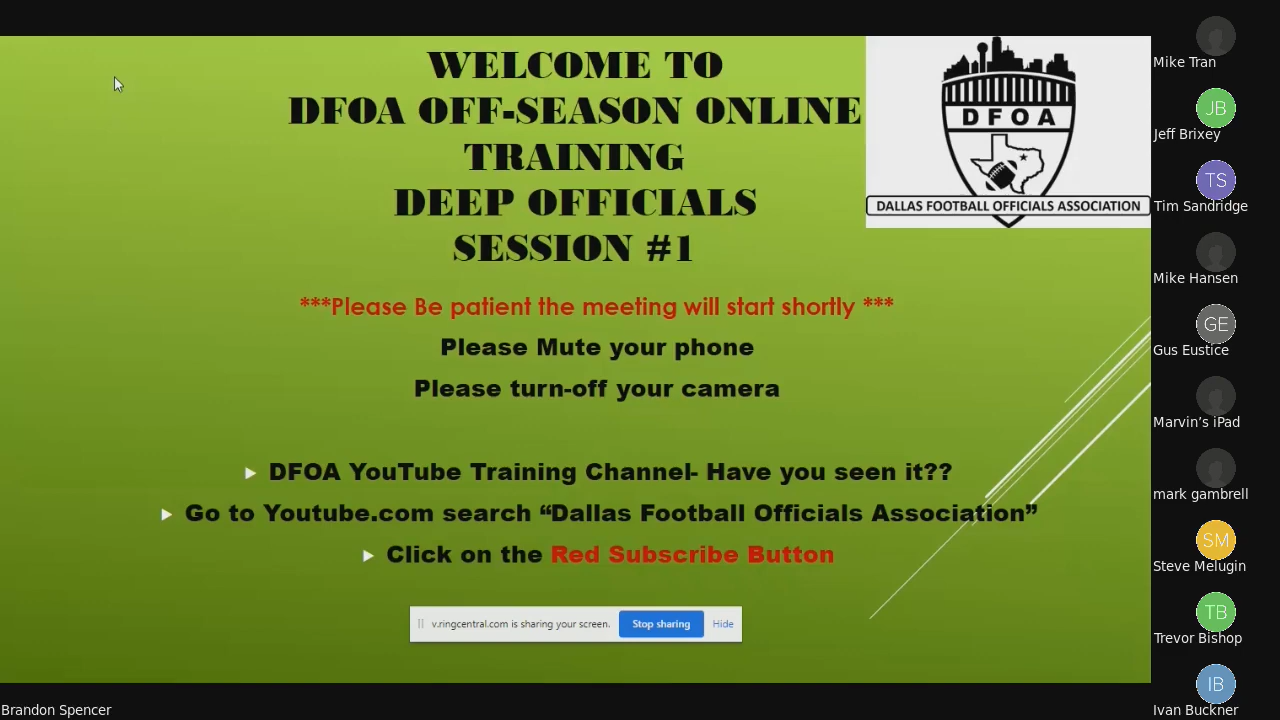 WELCOME TO
DFOA OFF-SEASON ONLINE
TRAINING
DEEP OFFICIALS
SESSION #1
***Please Be patient the meeting will start shortly ***
Please Mute your phone
Please turn-off your camera
DFOA YouTube Training Channel- Have you seen it??
Go to Youtube.com search “Dallas Football Officials Association”
Click on the Red Subscribe Button
DFOA
DALLAS FOOTBALL OFFICIALS ASSOCIATION
v.ringcentral.com is sharing your screen.
Stop sharing
Hide
Brandon Spencer
Mike Tran
JB
Jeff Brixey
TS
Tim Sandridge
Mike Hansen
GE
Gus Eustice
Marvin’s iPad
mark gambrell
SM
Steve Melugin
TB
Trevor Bishop
IB
Ivan Buckner